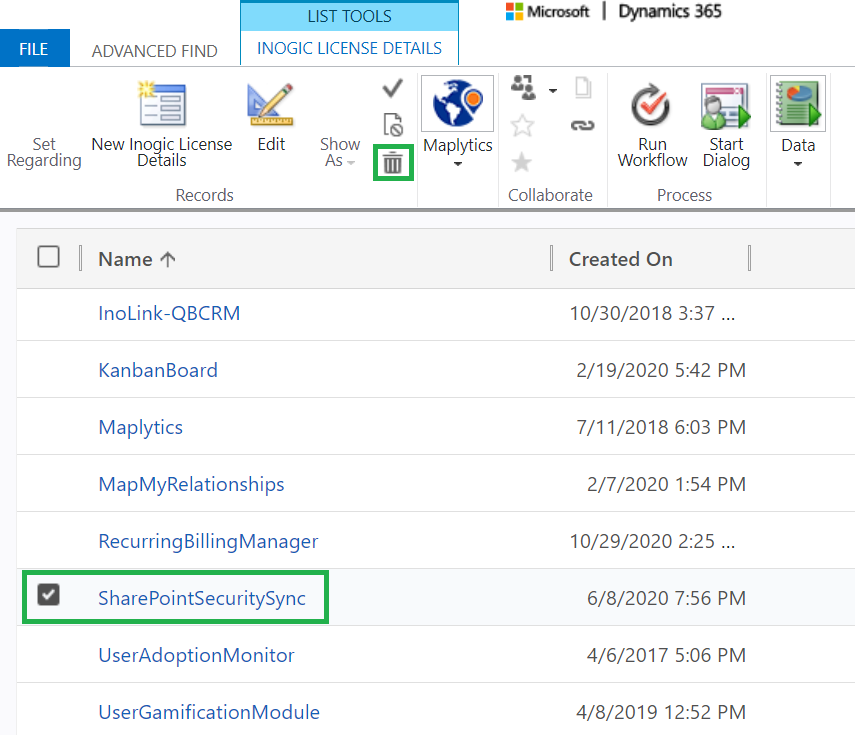 LIST TOOLS
Microsoft | Dynamics 365
FILE
ADVANCED FIND
INOGIC LICENSE DETAILS
Set
Regarding
New Inogic License
Details
Edit
Show
As
Maplytics
Run
Workflow
Start
Dialog
Data
Records
Collaborate
Process
Name
Created On
InoLink-QBCRM 10/30/2018 3:37 ...
KanbanBoard 2/19/2020 5:42 PM
Maplytics 7/11/2018 6:03 PM
MapMyRelationships 2/7/2020 1:54 PM
RecurringBillingManager 10/29/2020 2:25 ...
SharePointSecuritySync 6/8/2020 7:56 PM
UserAdoptionMonitor 4/6/2017 5:06 PM
UserGamificationModule 4/8/2019 12:52 PM